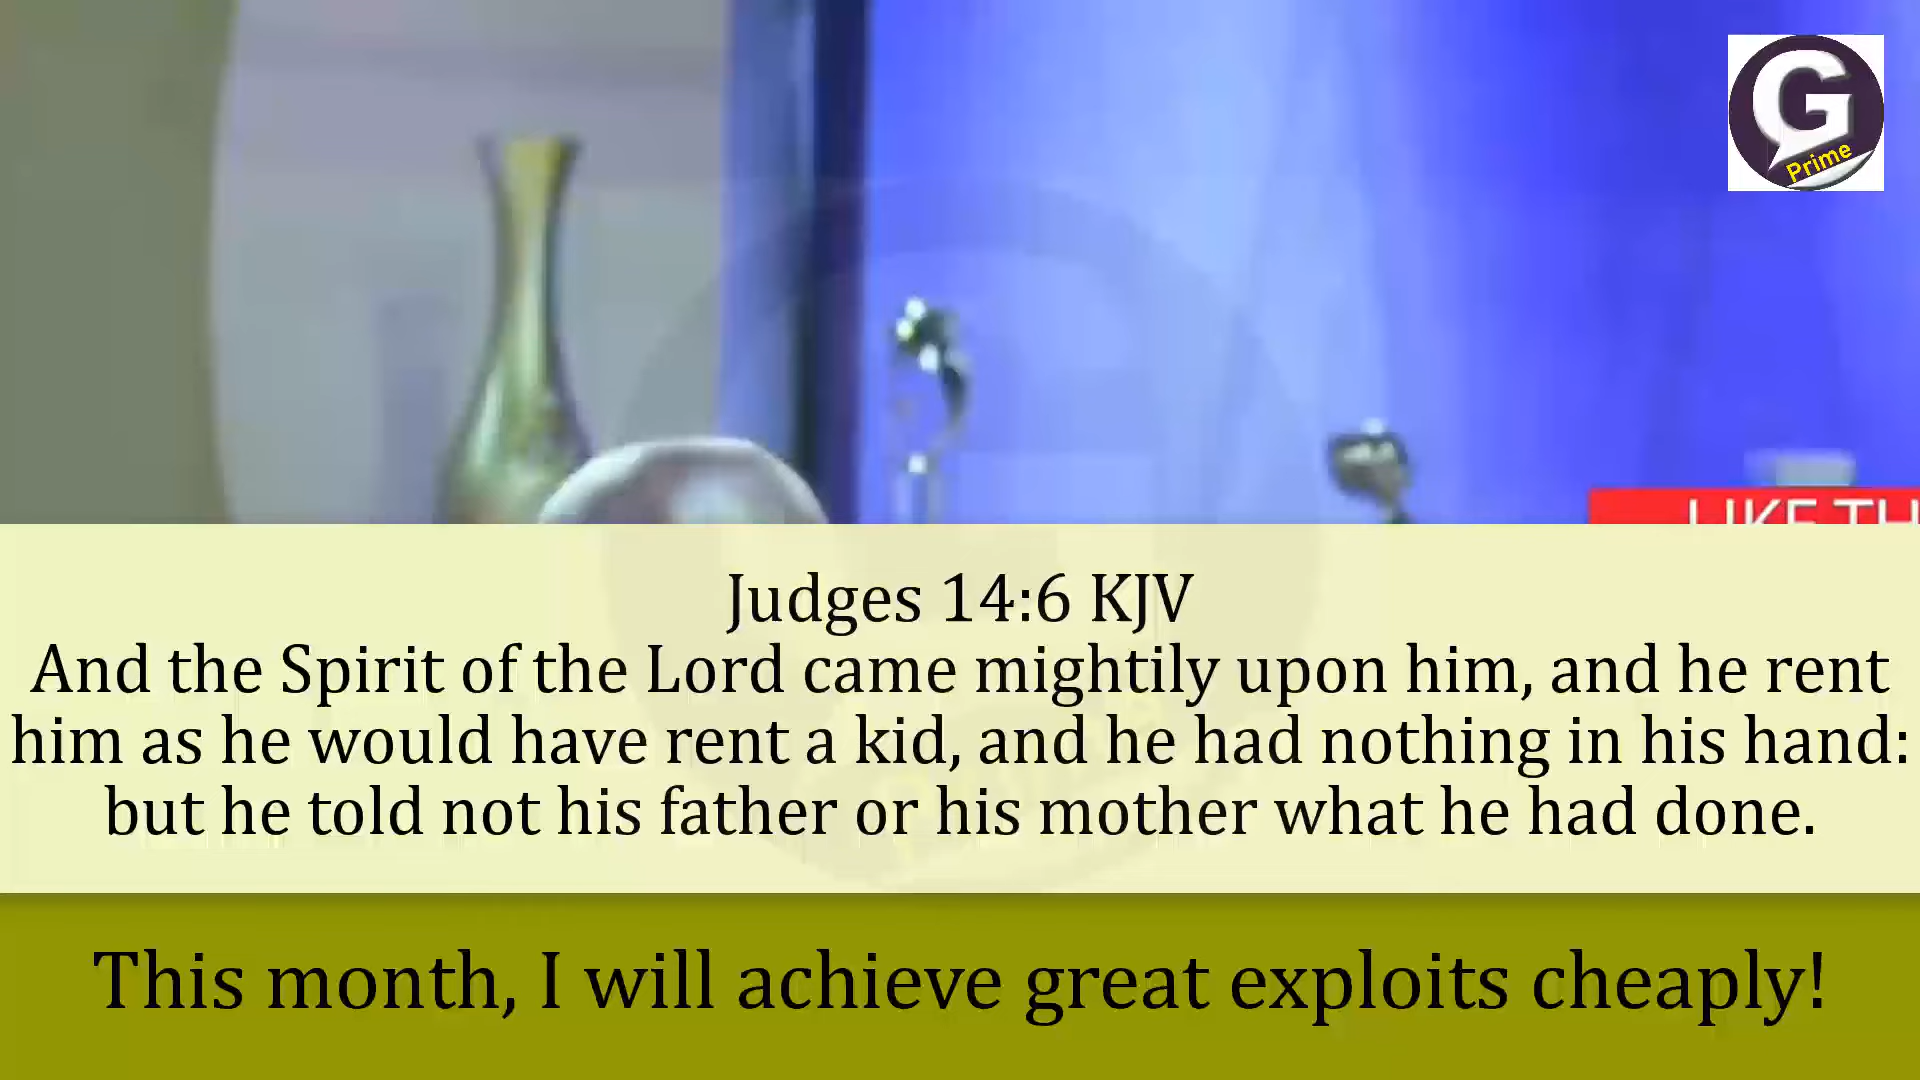 G
Prime
LIKE TH
Judges 14:6 KJV
And the Spirit of the Lord came mightily upon him, and he rent
him as he would have rent a kid, and he had nothing in his hand:
but he told not his father or his mother what he had done.
This month, I will achieve great exploits cheaply!